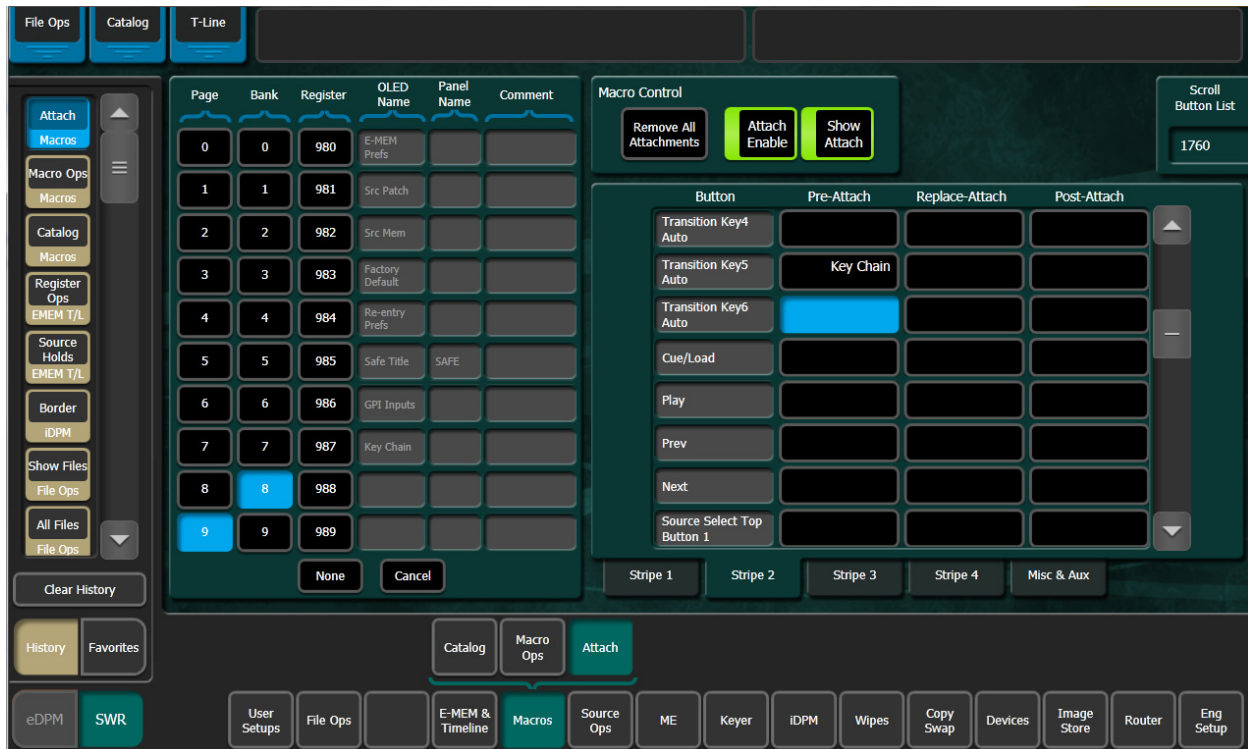 File Ops
Catalog
T-Line
Attach
Macros
Macro Ops
Macros
Catalog
Macros
Register
Ops
EMEM T/L
Source
Holds
EMEM T/L
Border
iDPM
Show Files
File Ops
All Files
File Ops
Clear History
History
Favorites
eDPM
SWR
Page Bank Register OLED Name Panel Name Comment
0 0 980 E-MEM Prefs
1 1 981 Src Patch
2 2 982 Src Mem
3 3 983 Factory Default
4 4 984 Re-entry Prefs
5 5 985 Safe Title SAFE
6 6 986 GPI Inputs
7 7 987 Key Chain
8 8 988
9 9 989
None Cancel
Macro Control
Remove All
Attachments
Attach
Enable
Show
Attach
Scroll
Button List
1760
Button Pre-Attach Replace-Attach Post-Attach
Transition Key4
Auto
Transition Key5
Auto
Key Chain
Transition Key6
Auto
Cue/Load
Play
Prev
Next
Source Select Top
Button 1
Stripe 1 Stripe 2 Stripe 3 Stripe 4 Misc & Aux
Catalog
Macro
Ops
Attach
User
Setups
File Ops
E-MEM &
Timeline
Macros
Source
Ops
ME
Keyer
iDPM
Wipes
Copy
Swap
Devices
Image
Store
Router
Eng
Setup